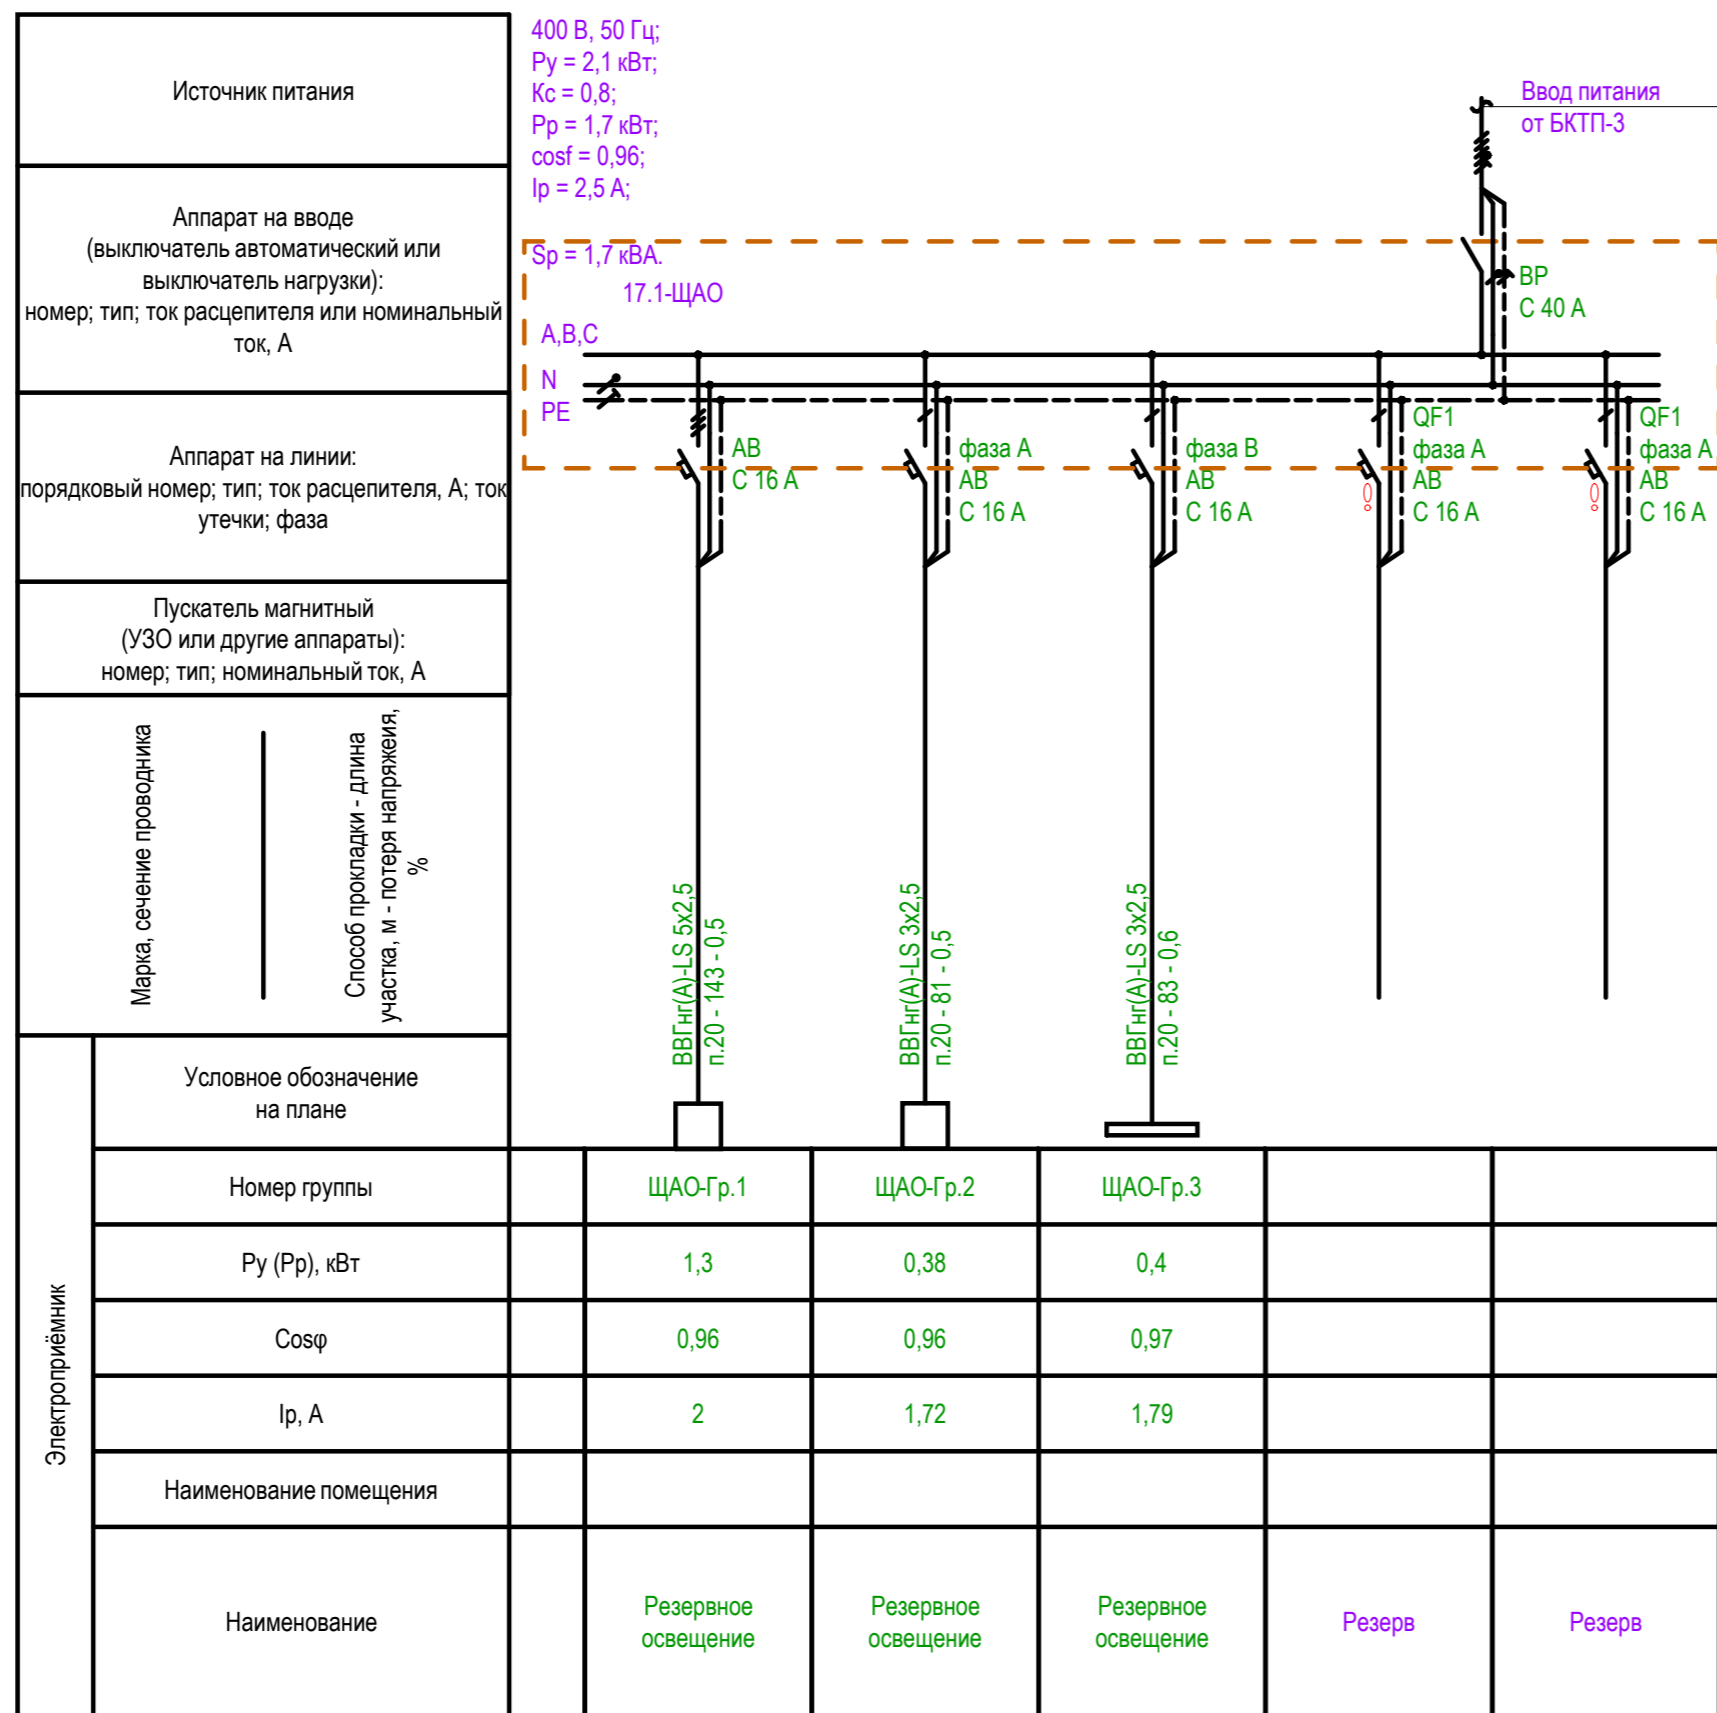 Источник питания
400 В, 50 Гц;
Ру = 2,1 кВт;
Кс = 0,8;
Рр = 1,7 кВт;
cosf = 0,96;
Iр = 2,5 А;
Sр = 1,7 кВА.
Ввод питания
от БКТП-3
Аппарат на вводе
(выключатель автоматический или
выключатель нагрузки):
номер; тип; ток расцепителя или номинальный
ток, А
17.1-ЩАО
ВР
С 40 А
А,В,С
N
PE
Аппарат на линии:
порядковый номер; тип; ток расцепителя, А; ток
утечки; фаза
АВ
С 16 А
фаза А
АВ
С 16 А
фаза В
АВ
С 16 А
QF1
фаза А
АВ
С 16 А
QF1
фаза А
АВ
С 16 А
Пускатель магнитный
(УЗО или другие аппараты):
номер; тип; номинальный ток, А
Марка, сечение проводника
Способ прокладки - длина
участка, м - потеря напряжеия,
%
ВВГнг(А)-LS 5х2,5
п.20 - 143 - 0,5
ВВГнг(А)-LS 3х2,5
п.20 - 81 - 0,5
ВВГнг(А)-LS 3х2,5
п.20 - 83 - 0,6
Электроприёмник
Условное обозначение
на плане
Номер группы
ЩАО-Гр.1
ЩАО-Гр.2
ЩАО-Гр.3
Ру (Рр), кВт
1,3
0,38
0,4
Cosφ
0,96
0,96
0,97
Iр, А
2
1,72
1,79
Наименование помещения
Наименование
Резервное
освещение
Резервное
освещение
Резервное
освещение
Резерв
Резерв